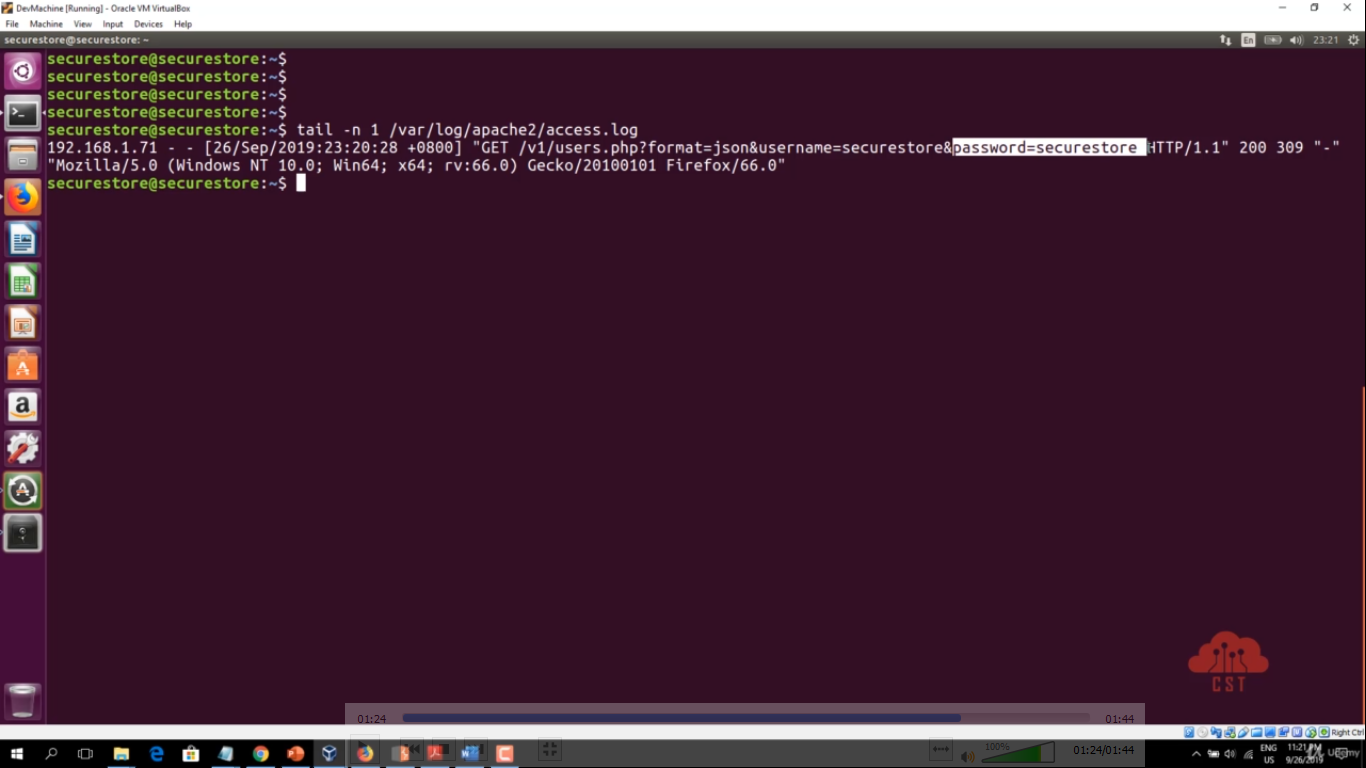 DevMachine [Running] - Oracle VM VirtualBox
File Machine View Input Devices Help
securestore@securestore: ~
En 23:21
securestore@securestore:~$
securestore@securestore:~$
securestore@securestore:~$
securestore@securestore:~$
securestore@securestore:~$ tail -n 1 /var/log/apache2/access.log
192.168.1.71 - - [26/Sep/2019:23:20:28 +0800] "GET /v1/users.php?format=json&username=securestore&password=securestore HTTP/1.1" 200 309 "-"
"Mozilla/5.0 (Windows NT 10.0; Win64; x64; rv:66.0) Gecko/20100101 Firefox/66.0"
securestore@securestore:~$
CST
01:24 01:44
Right Ctrl
100%
01:24/01:44
ENG
US
11:21 PM
9/26/2019
Udemy